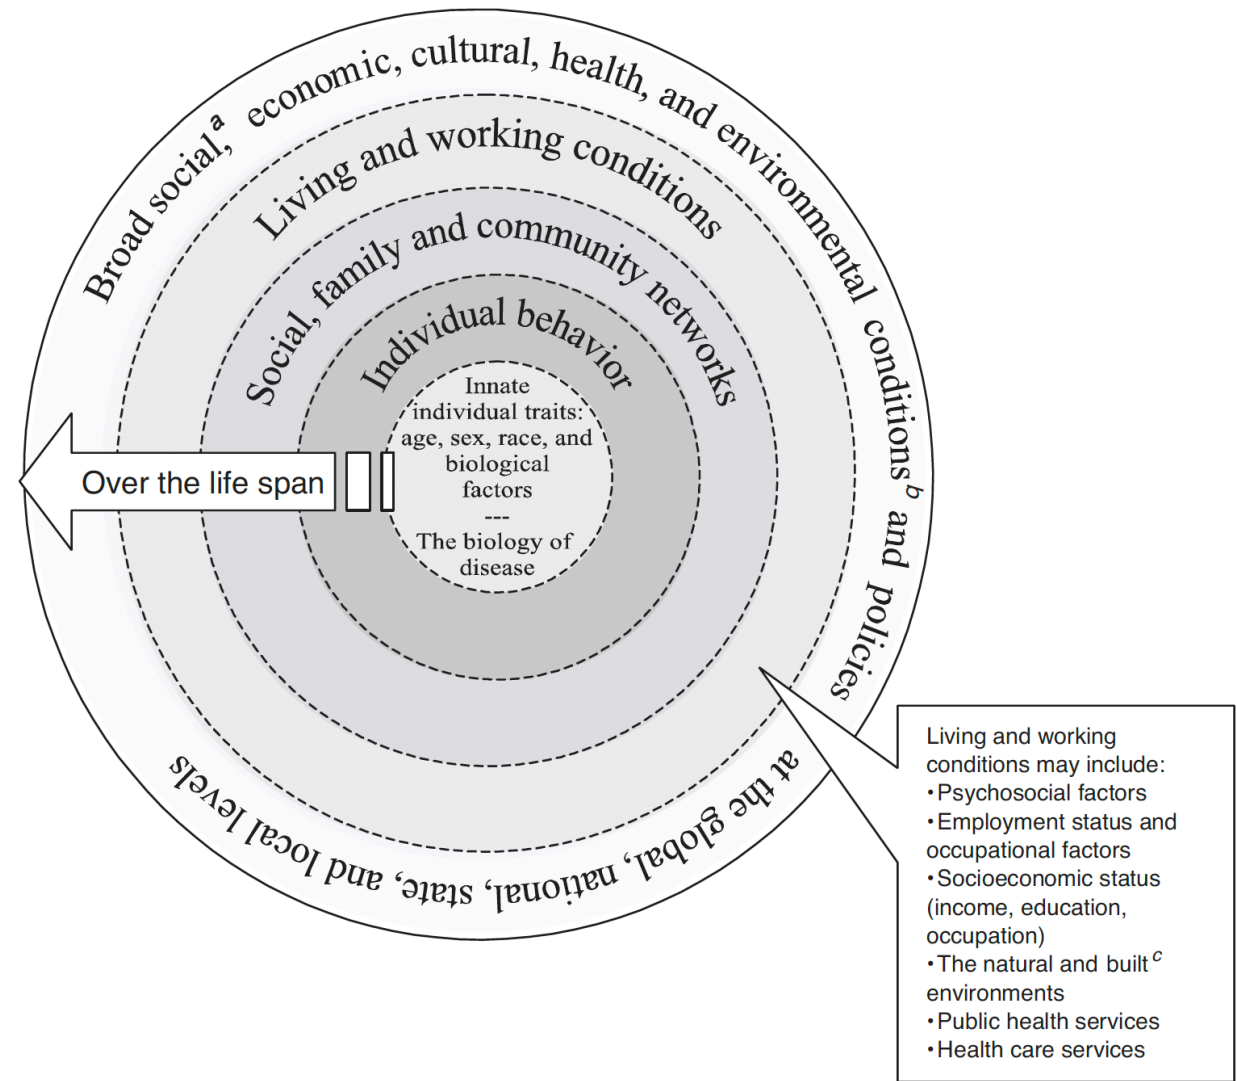 Broad social,a economic, cultural, health, and environmental conditionsb and policies
at the global, national, state, and local levels
Living and working conditions
Social, family and community networks
Individual behavior
Innate
individual traits:
age, sex, race, and
biological
factors
---
The biology of
disease
Over the life span
Living and working
conditions may include:
•Psychosocial factors
•Employment status and
occupational factors
•Socioeconomic status
(income, education,
occupation)
•The natural and built c
environments
•Public health services
•Health care services